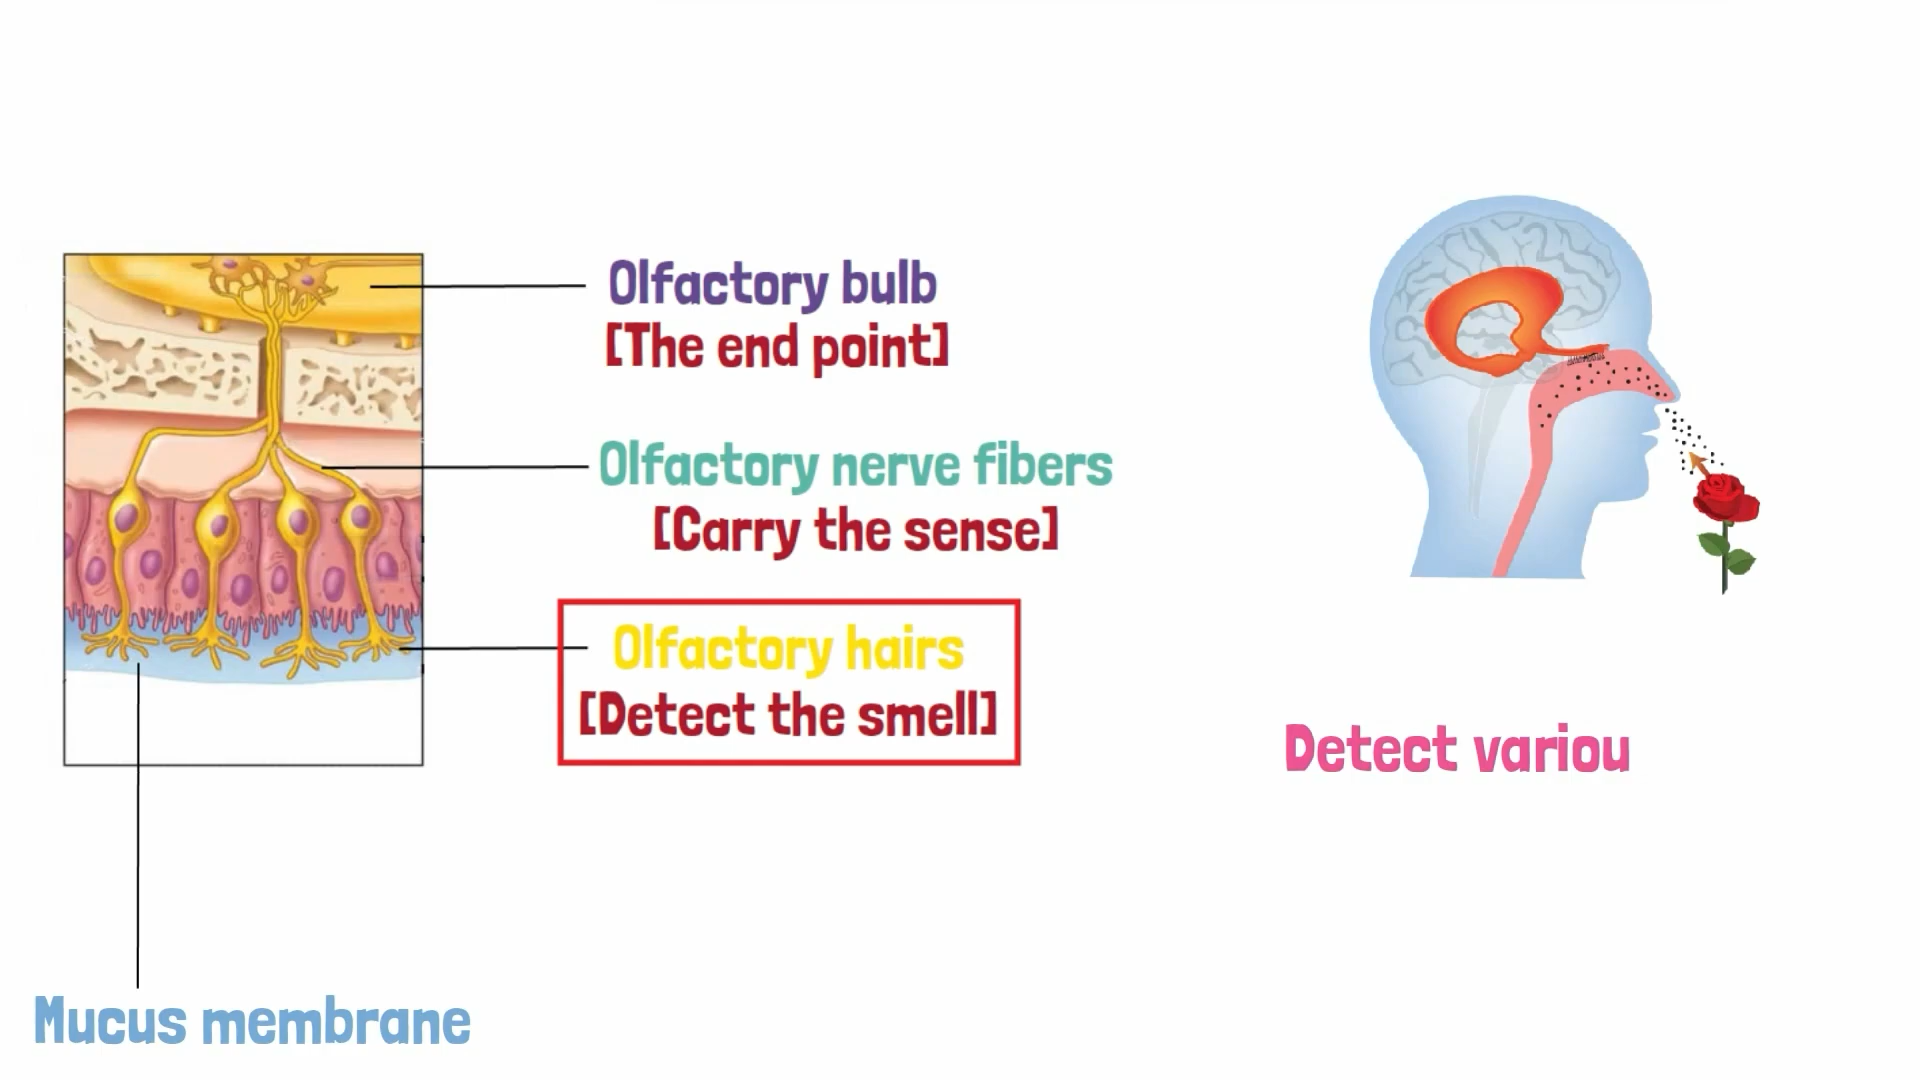 Olfactory bulb
[The end point]
Olfactory nerve fibers
[Carry the sense]
Olfactory hairs
[Detect the smell]
Detect variou
Mucus membrane